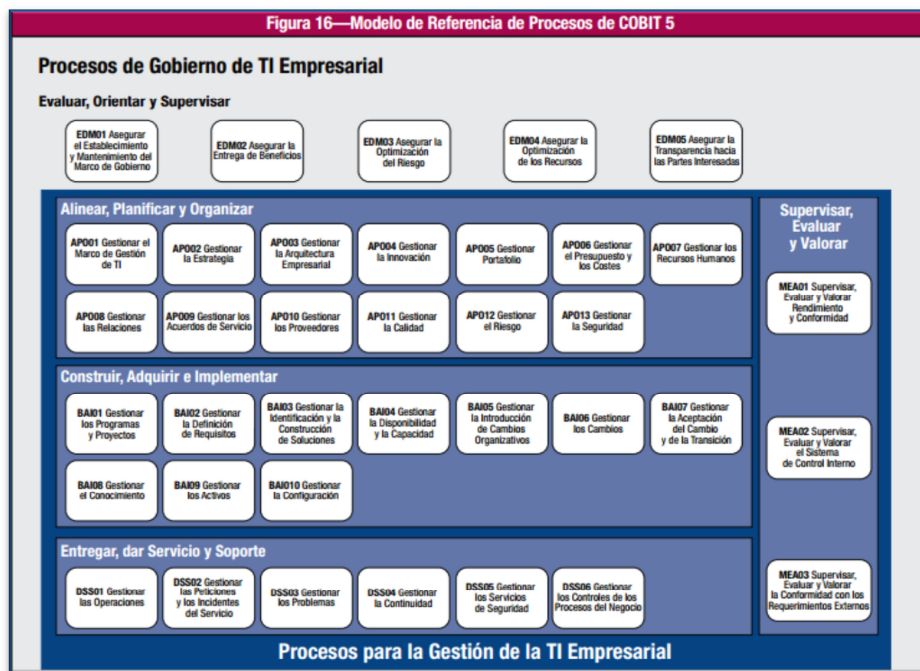 Figura 16—Modelo de Referencia de Procesos de COBIT 5
Procesos de Gobierno de TI Empresarial
Evaluar, Orientar y Supervisar
EDM01 Asegurar
el Establecimiento
y Mantenimiento del
Marco de Gobierno
EDM02 Asegurar la
Entrega de Beneficios
EDM03 Asegurar la
Optimización
del Riesgo
EDM04 Asegurar la
Optimización
de los Recursos
EDM05 Asegurar la
Transparencia hacia
las Partes Interesadas
Alinear, Planificar y Organizar
APO01 Gestionar el
Marco de Gestión
de TI
APO02 Gestionar
la Estrategia
APO03 Gestionar
la Arquitectura
Empresarial
APO04 Gestionar
la Innovación
APO05 Gestionar
Portafolio
APO06 Gestionar
el Presupuesto y
los Costes
APO07 Gestionar los
Recursos Humanos
APO08 Gestionar
las Relaciones
APO09 Gestionar los
Acuerdos de Servicio
APO10 Gestionar
los Proveedores
APO11 Gestionar
la Calidad
APO12 Gestionar
el Riesgo
APO13 Gestionar
la Seguridad
Construir, Adquirir e Implementar
BAI01 Gestionar
los Programas
y Proyectos
BAI02 Gestionar
la Definición
de Requisitos
BAI03 Gestionar la
Identificación y la
Construcción
de Soluciones
BAI04 Gestionar
la Disponibilidad
y la Capacidad
BAI05 Gestionar
la Introducción
de Cambios
Organizativos
BAI06 Gestionar
los Cambios
BAI07 Gestionar
la Aceptación
del Cambio
y de la Transición
BAI08 Gestionar
el Conocimiento
BAI09 Gestionar
los Activos
BAI010 Gestionar
la Configuración
Entregar, dar Servicio y Soporte
DSS01 Gestionar
las Operaciones
DSS02 Gestionar
las Peticiones
y los Incidentes
del Servicio
DSS03 Gestionar
los Problemas
DSS04 Gestionar
la Continuidad
DSS05 Gestionar
los Servicios
de Seguridad
DSS06 Gestionar
los Controles de los
Procesos del Negocio
Supervisar,
Evaluar
y Valorar
MEA01 Supervisar,
Evaluar y Valorar
Rendimiento
y Conformidad
MEA02 Supervisar,
Evaluar y Valorar
el Sistema
de Control Interno
MEA03 Supervisar,
Evaluar y Valorar
la Conformidad con los
Requerimientos Externos
Procesos para la Gestión de la TI Empresarial